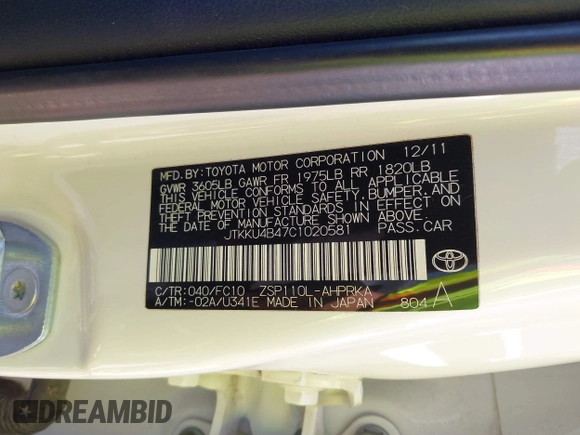 MFD. BY: TOYOTA MOTOR CORPORATION 12/11
GVWR 3605LB GAWR FR 1975LB RR 1820LB
THIS VEHICLE CONFORMS TO ALL APPLICABLE
FEDERAL MOTOR VEHICLE SAFETY, BUMPER, AND
THEFT PREVENTION STANDARDS IN EFFECT ON
THE DATE OF MANUFACTURE SHOWN ABOVE.
JTKKU4B47C1020581 PASS. CAR
C/TR: 040/FC10 ZSP110L-AHPRKA
A/TM: -02A/U341E MADE IN JAPAN 804 A
DREAMBID